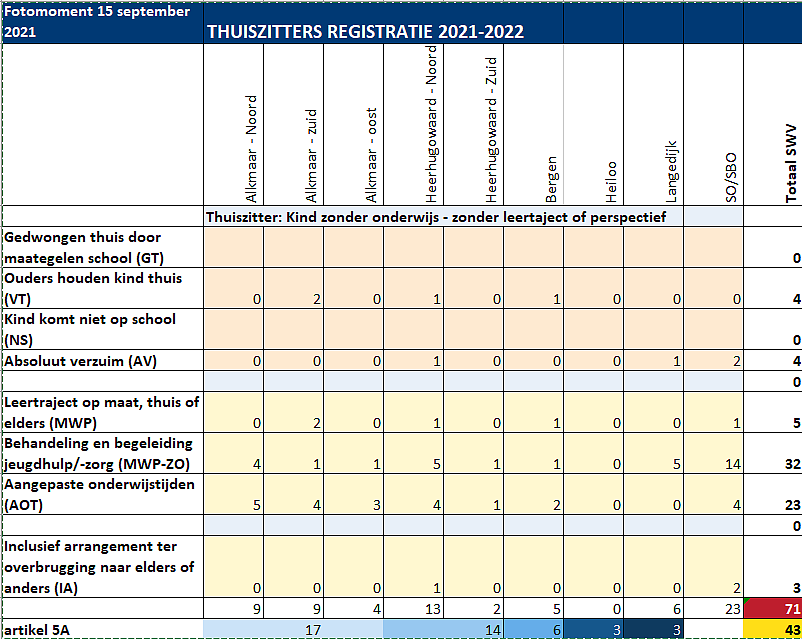 Fotomoment 15 september
2021
THUISZITTERS REGISTRATIE 2021-2022
Alkmaar - Noord
Alkmaar - zuid
Alkmaar - oost
Heerhugowaard - Noord
Heerhugowaard - Zuid
Bergen
Heiloo
Langedijk
SO/SBO
Totaal SWV
Thuiszitter: Kind zonder onderwijs - zonder leertaject of perspectief
Gedwongen thuis door
maategelen school (GT) 0
Ouders houden kind thuis
(VT) 0 2 0 1 0 1 0 0 0 4
Kind komt niet op school
(NS) 0
Absoluut verzuim (AV) 0 0 0 1 0 0 0 1 2 4
0
Leertraject op maat, thuis of
elders (MWP) 0 2 0 1 0 1 0 0 1 5
Behandeling en begeleiding
jeugdhulp/-zorg (MWP-ZO) 4 1 1 5 1 1 0 5 14 32
Aangepaste onderwijstijden
(AOT) 5 4 3 4 1 2 0 0 4 23
0
Inclusief arrangement ter
overbrugging naar elders of
anders (IA) 0 0 0 1 0 0 0 0 2 3
9 9 4 13 2 5 0 6 23 71
artikel 5A 17 14 6 3 3 43